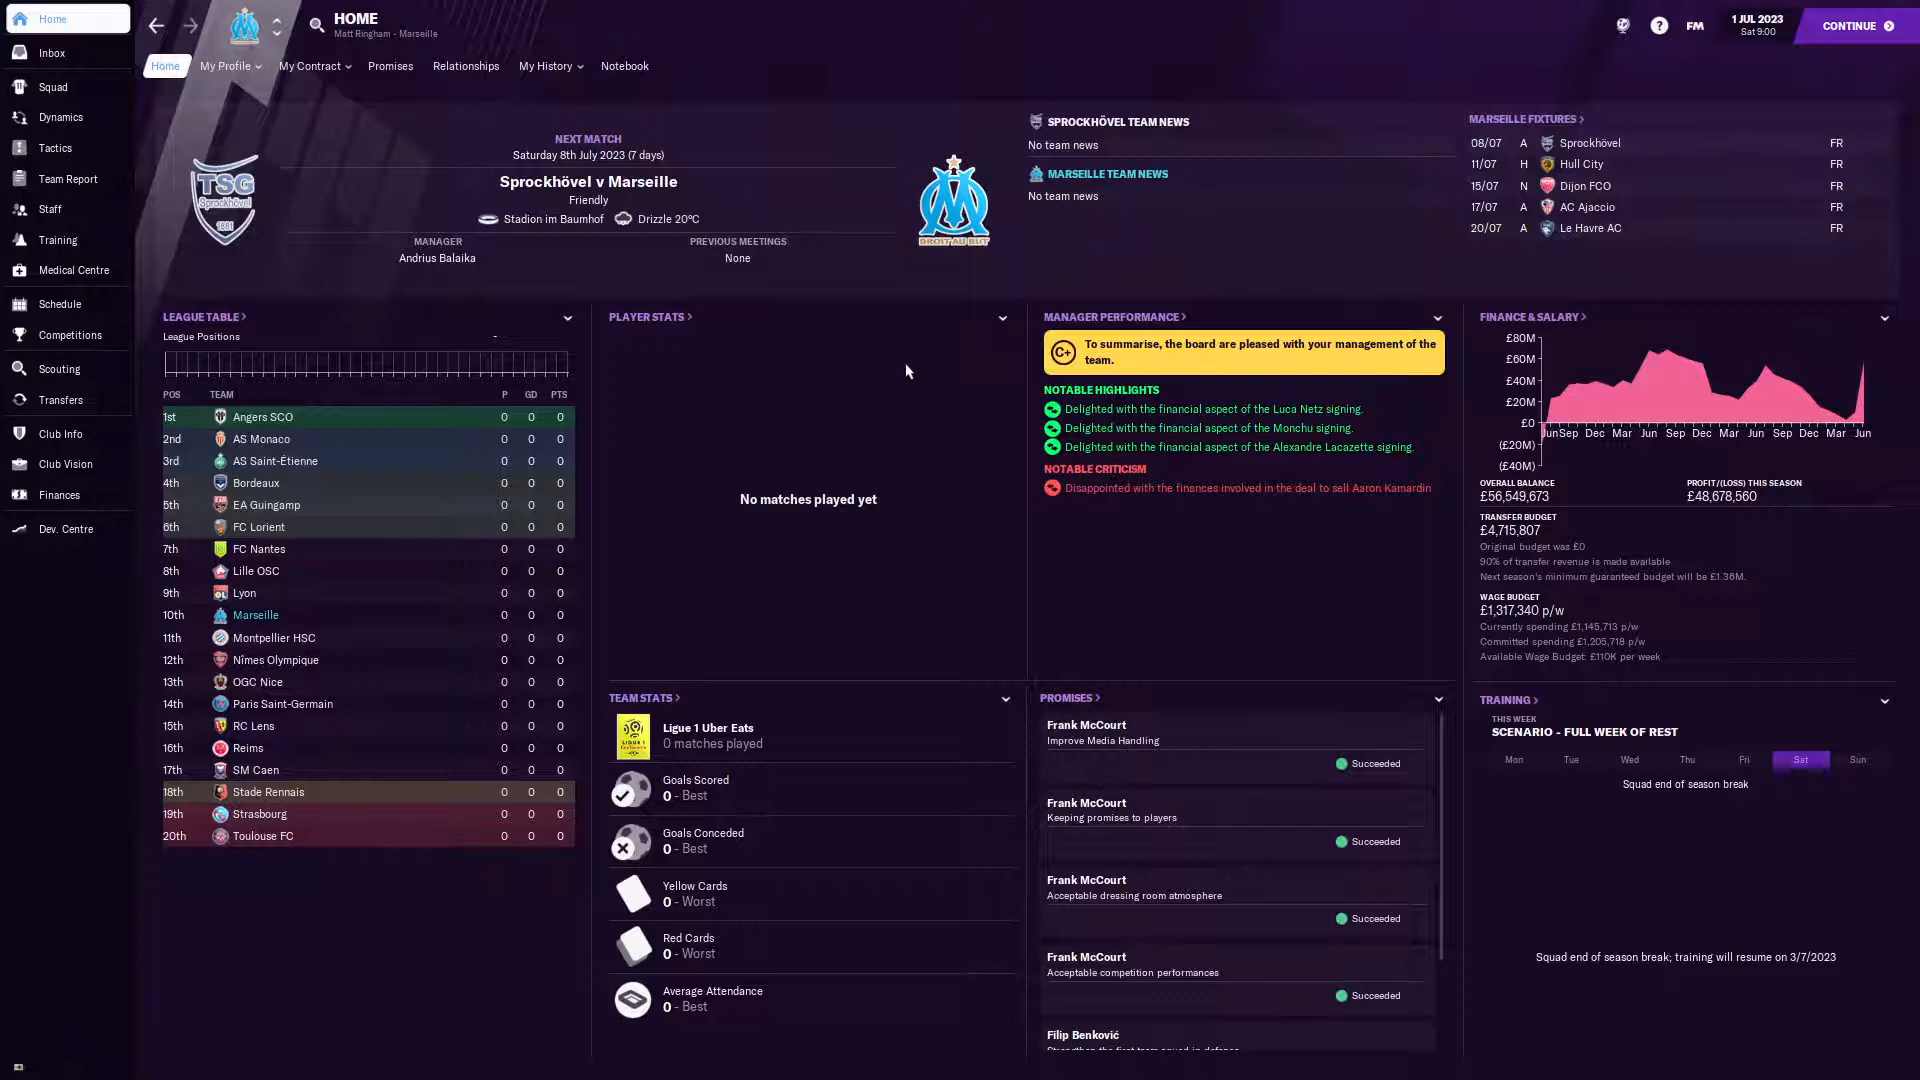 Home
Inbox
Squad
Dynamics
Tactics
Team Report
Staff
Training
Medical Centre
Schedule
Competitions
Scouting
Transfers
Club Info
Club Vision
Finances
Dev. Centre
HOME
Matt Ringham - Marseille
FM
1 JUL 2023
Sat 9:00
CONTINUE
Home
My Profile
My Contract
Promises
Relationships
My History
Notebook
NEXT MATCH
Saturday 8th July 2023 (7 days)
Sprockhövel v Marseille
Friendly
Stadion im Baumhof
Drizzle 20°C
MANAGER
Andrius Balaika
PREVIOUS MEETINGS
None
TSG
Sprockhövel
1881
DROIT AU BUT
SPROCKHÖVEL TEAM NEWS
No team news
MARSEILLE TEAM NEWS
No team news
MARSEILLE FIXTURES >
08/07 A Sprockhövel FR
11/07 H Hull City FR
15/07 N Dijon FCO FR
17/07 A AC Ajaccio FR
20/07 A Le Havre AC FR
LEAGUE TABLE >
League Positions -
POS TEAM P GD PTS
1st Angers SCO 0 0 0
2nd AS Monaco 0 0 0
3rd AS Saint-Étienne 0 0 0
4th Bordeaux 0 0 0
5th EA Guingamp 0 0 0
6th FC Lorient 0 0 0
7th FC Nantes 0 0 0
8th Lille OSC 0 0 0
9th Lyon 0 0 0
10th Marseille 0 0 0
11th Montpellier HSC 0 0 0
12th Nîmes Olympique 0 0 0
13th OGC Nice 0 0 0
14th Paris Saint-Germain 0 0 0
15th RC Lens 0 0 0
16th Reims 0 0 0
17th SM Caen 0 0 0
18th Stade Rennais 0 0 0
19th Strasbourg 0 0 0
20th Toulouse FC 0 0 0
PLAYER STATS >
No matches played yet
TEAM STATS >
LIGUE 1
Ligue 1 Uber Eats
0 matches played
Goals Scored
0 - Best
Goals Conceded
0 - Best
Yellow Cards
0 - Worst
Red Cards
0 - Worst
Average Attendance
0 - Best
MANAGER PERFORMANCE >
C+
To summarise, the board are pleased with your management of the
team.
NOTABLE HIGHLIGHTS
Delighted with the financial aspect of the Luca Netz signing.
Delighted with the financial aspect of the Monchu signing.
Delighted with the financial aspect of the Alexandre Lacazette signing.
NOTABLE CRITICISM
Disappointed with the finances involved in the deal to sell Aaron Kamardin
PROMISES >
Frank McCourt
Improve Media Handling
Succeeded
Frank McCourt
Keeping promises to players
Succeeded
Frank McCourt
Acceptable dressing room atmosphere
Succeeded
Frank McCourt
Acceptable competition performances
Succeeded
Filip Benković
Strengthen the first team squad in defence
FINANCE & SALARY >
£80M
£60M
£40M
£20M
£0
(£20M)
(£40M)
Jun Sep Dec Mar Jun Sep Dec Mar Jun Sep Dec Mar Jun
OVERALL BALANCE
£56,549,673
PROFIT/(LOSS) THIS SEASON
£48,678,560
TRANSFER BUDGET
£4,715,807
Original budget was £0
90% of transfer revenue is made available
Next season's minimum guaranteed budget will be £1.36M.
WAGE BUDGET
£1,317,340 p/w
Currently spending £1,145,713 p/w
Committed spending £1,205,718 p/w
Available Wage Budget: £110K per week
TRAINING >
THIS WEEK
SCENARIO - FULL WEEK OF REST
Mon Tue Wed Thu Fri Sat Sun
Squad end of season break
Squad end of season break; training will resume on 3/7/2023